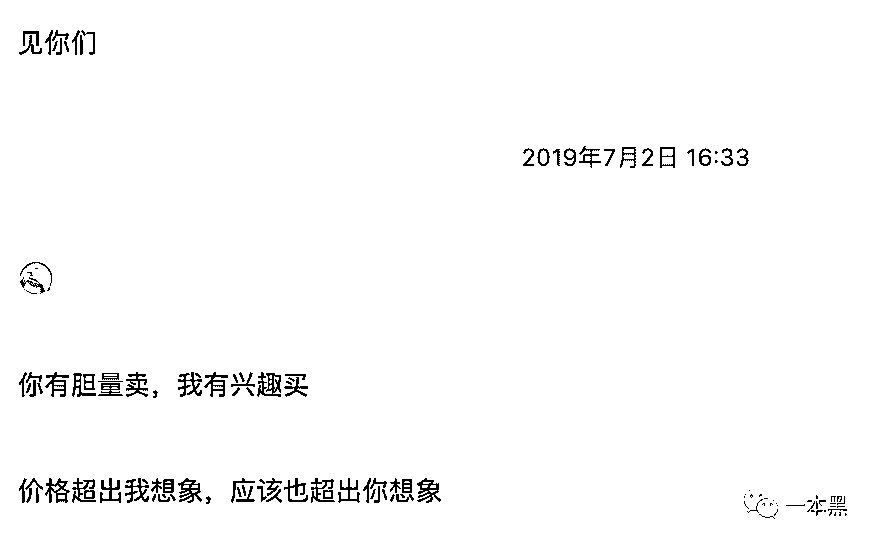 见你们
2019年7月2日 16:33
你有胆量卖，我有兴趣买
价格超出我想象，应该也超出你想象
一本黑